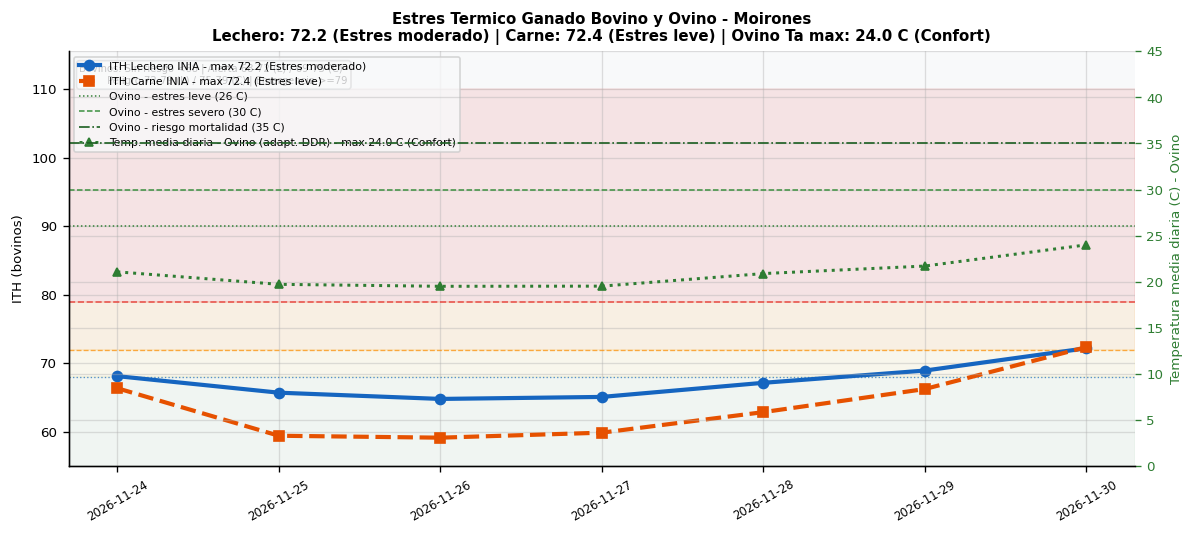 Estres Termico Ganado Bovino y Ovino - Moirones
Lechero: 72.2 (Estres moderado) | Carne: 72.4 (Estres leve) | Ovino Ta max: 24.0 C (Confort)
ITH Lechero INIA - max 72.2 (Estres moderado)
ITH Carne INIA - max 72.4 (Estres leve)
Ovino - estres leve (26 C)
Ovino - estres severo (30 C)
Ovino - riesgo mortalidad (35 C)
Temp. media diaria - Ovino (adapt. DDR) - max 24.0 C (Confort)
>=79
ITH (bovinos)
110
100
90
80
70
60
Temperatura media diaria (C) - Ovino
45
40
35
30
25
20
15
10
5
0
2026-11-24
2026-11-25
2026-11-26
2026-11-27
2026-11-28
2026-11-29
2026-11-30